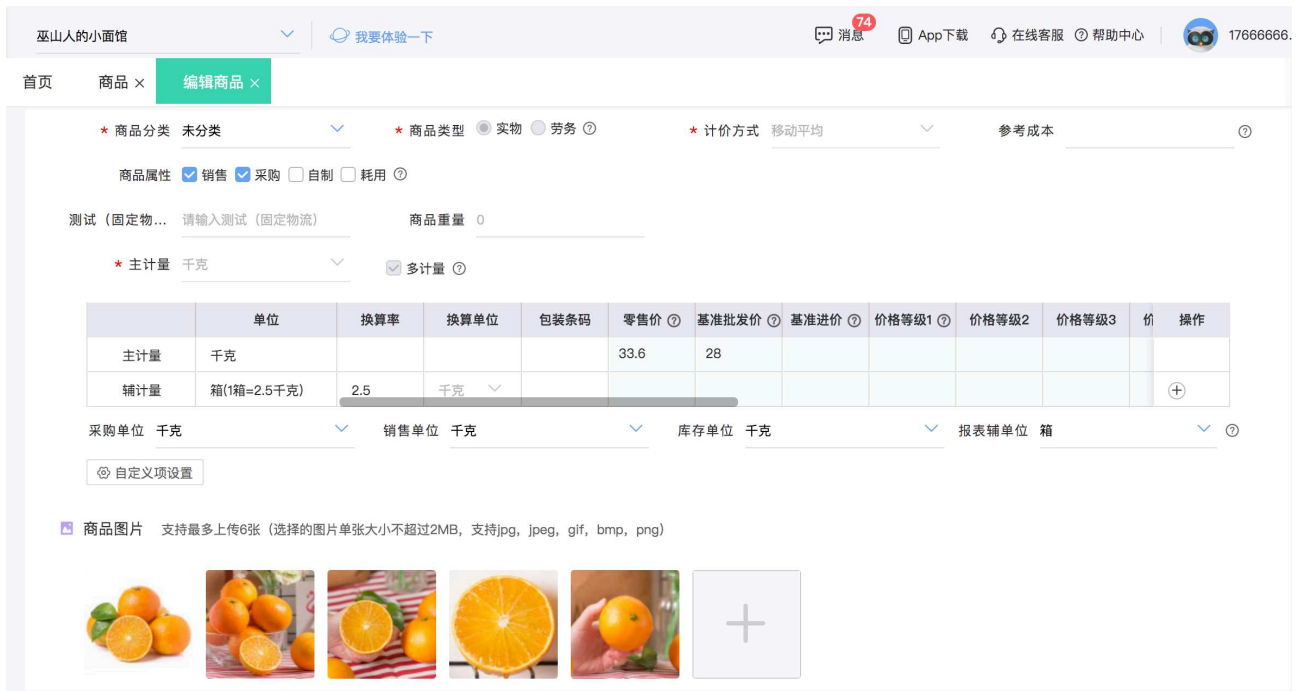 巫山人的小面馆 我要体验一下 消息 74 App下载 在线客服 帮助中心 17666666.
首页 商品 × 编辑商品 ×
* 商品分类 未分类 * 商品类型 实物 劳务 * 计价方式 移动平均 参考成本
商品属性 销售 采购 自制 耗用
测试（固定物... 请输入测试（固定物流） 商品重量 0
* 主计量 千克 多计量
单位 换算率 换算单位 包装条码 零售价 基准批发价 基准进价 价格等级1 价格等级2 价格等级3 操作
主计量 千克 33.6 28
辅计量 箱(1箱=2.5千克) 2.5 千克
采购单位 千克 销售单位 千克 库存单位 千克 报表辅单位 箱
自定义项设置
商品图片 支持最多上传6张（选择的图片单张大小不超过2MB，支持jpg，jpeg，gif，bmp，png）